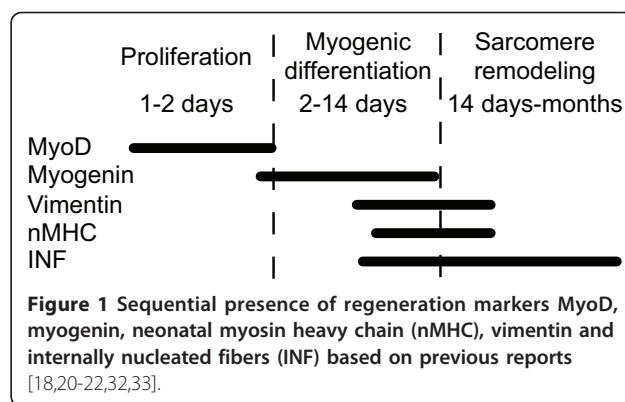 Proliferation
1-2 days
Myogenic
differentiation
2-14 days
Sarcomere
remodeling
14 days-months
MyoD
Myogenin
Vimentin
nMHC
INF
Figure 1 Sequential presence of regeneration markers MyoD,
myogenin, neonatal myosin heavy chain (nMHC), vimentin and
internally nucleated fibers (INF) based on previous reports
[18,20-22,32,33].